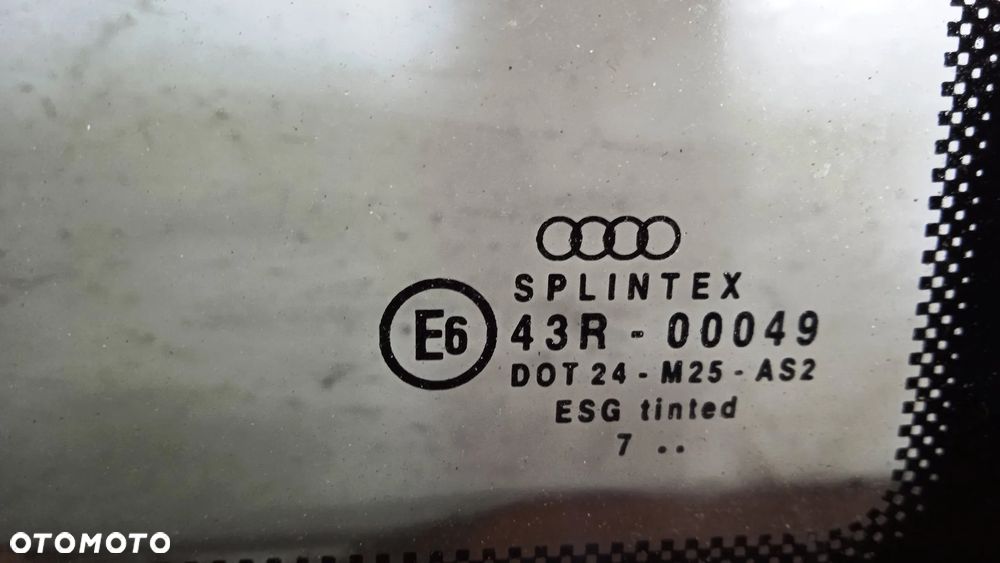 SPLINTEX
E6 43R - 00049
DOT 24 - M25 - AS2
ESG tinted
7 ..
OTOMOTO